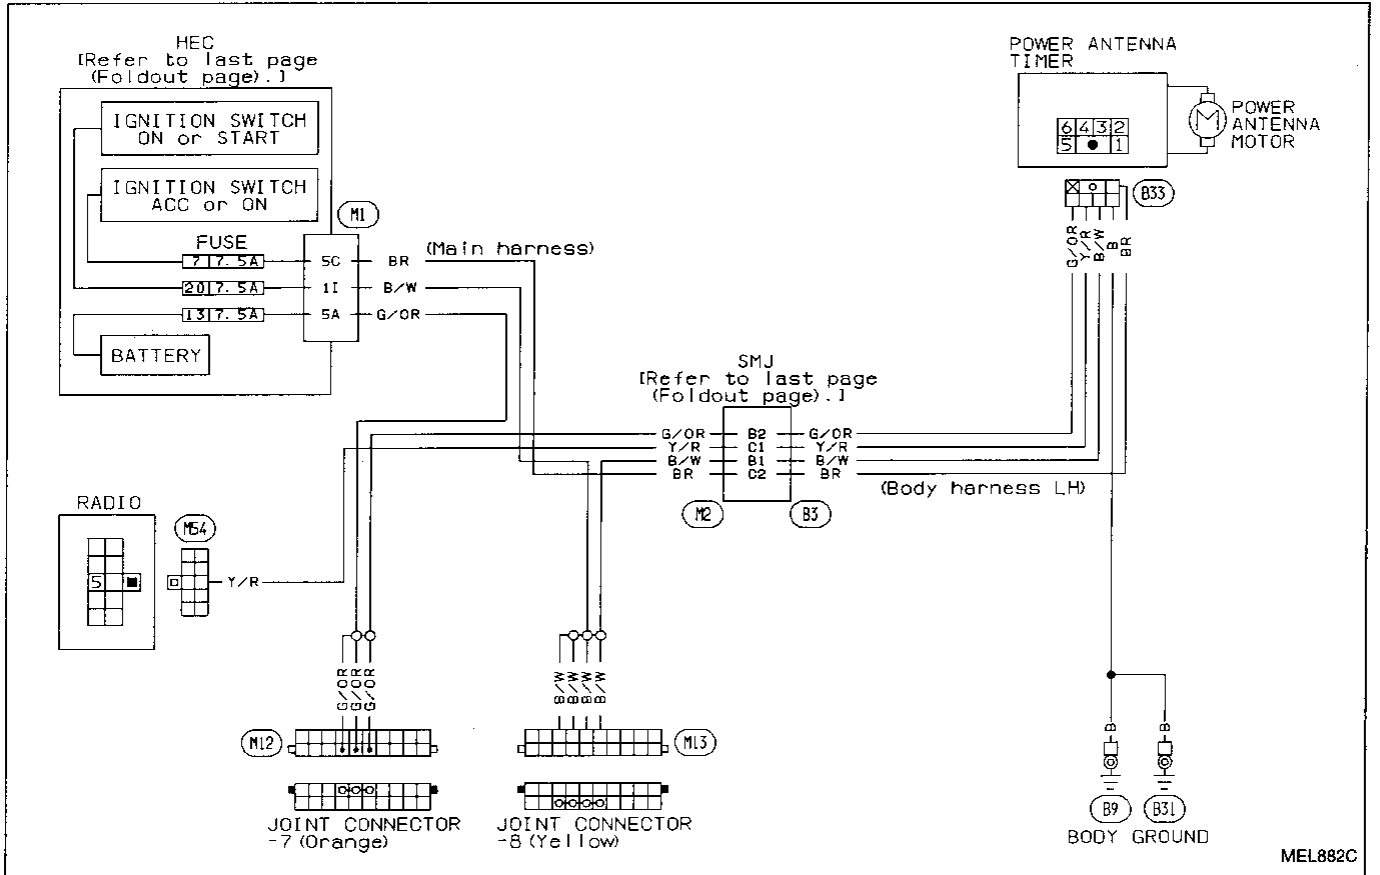 HEC
[Refer to last page
(Foldout page).]
IGNITION SWITCH
ON or START
IGNITION SWITCH
ACC or ON
M1
FUSE
7 7.5A 5C BR
(Main harness)
20 7.5A 1I B/W
13 7.5A 5A G/OR
BATTERY
POWER ANTENNA
TIMER
6 4 3 2
5 1
M
POWER
ANTENNA
MOTOR
B33
G/OR
Y/R
B/W
B
BR
SMJ
[Refer to last page
(Foldout page).]
G/OR B2 G/OR
Y/R C1 Y/R
B/W B1 B/W
BR C2 BR
(Body harness LH)
M2
B3
RADIO
5
M54
Y/R
G/OR
G/OR
G/OR
B/W
B/W
B/W
B/W
M12
M13
JOINT CONNECTOR
-7 (Orange)
JOINT CONNECTOR
-8 (Yellow)
B
B
B9
B31
BODY GROUND
MEL882C